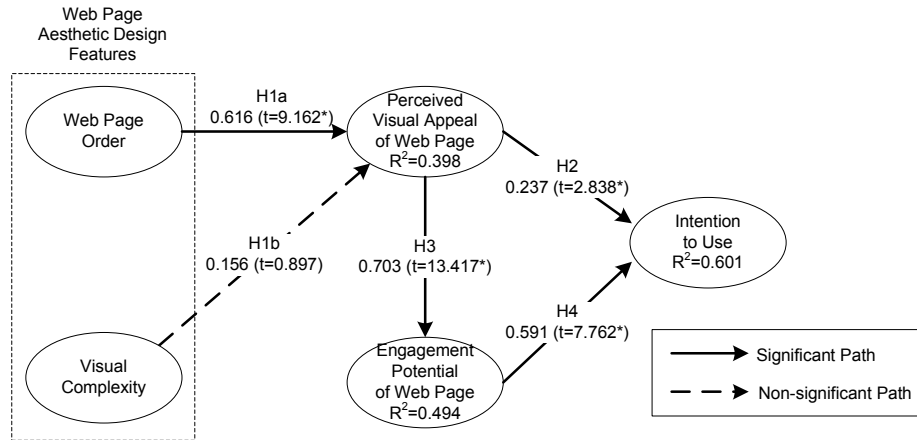 Web Page
Aesthetic Design
Features
Web Page
Order
H1a
0.616 (t=9.162*)
Perceived
Visual Appeal
of Web Page
R²=0.398
H2
0.237 (t=2.838*)
H1b
0.156 (t=0.897)
H3
0.703 (t=13.417*)
Intention
to Use
R²=0.601
H4
0.591 (t=7.762*)
Visual
Complexity
Engagement
Potential
of Web Page
R²=0.494
Significant Path
Non-significant Path